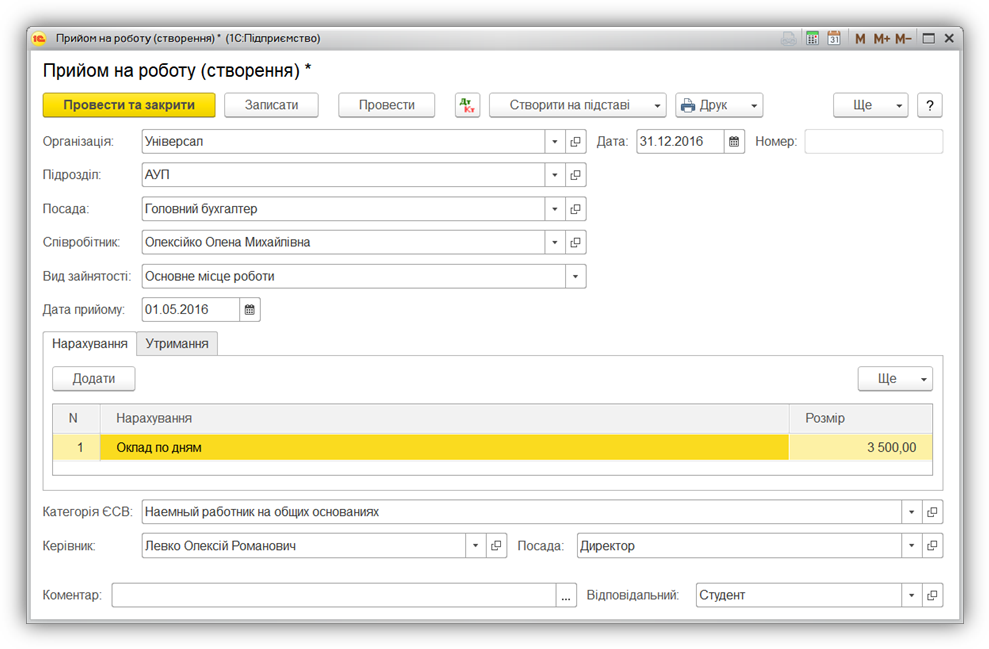 Прийом на роботу (створення) * (1С:Підприємство) 31 M M+ M-
Прийом на роботу (створення) *
Провести та закрити Записати Провести Дт Кт Створити на підставі Друк Ще ?
Організація: Універсал Дата: 31.12.2016 Номер:
Підрозділ: АУП
Посада: Головний бухгалтер
Співробітник: Олексійко Олена Михайлівна
Вид зайнятості: Основне місце роботи
Дата прийому: 01.05.2016
Нарахування Утримання
Додати Ще
N Нарахування Розмір
1 Оклад по дням 3 500,00
Категорія ЄСВ: Наемный работник на общих основаниях
Керівник: Левко Олексій Романович Посада: Директор
Коментар: ... Відповідальний: Студент